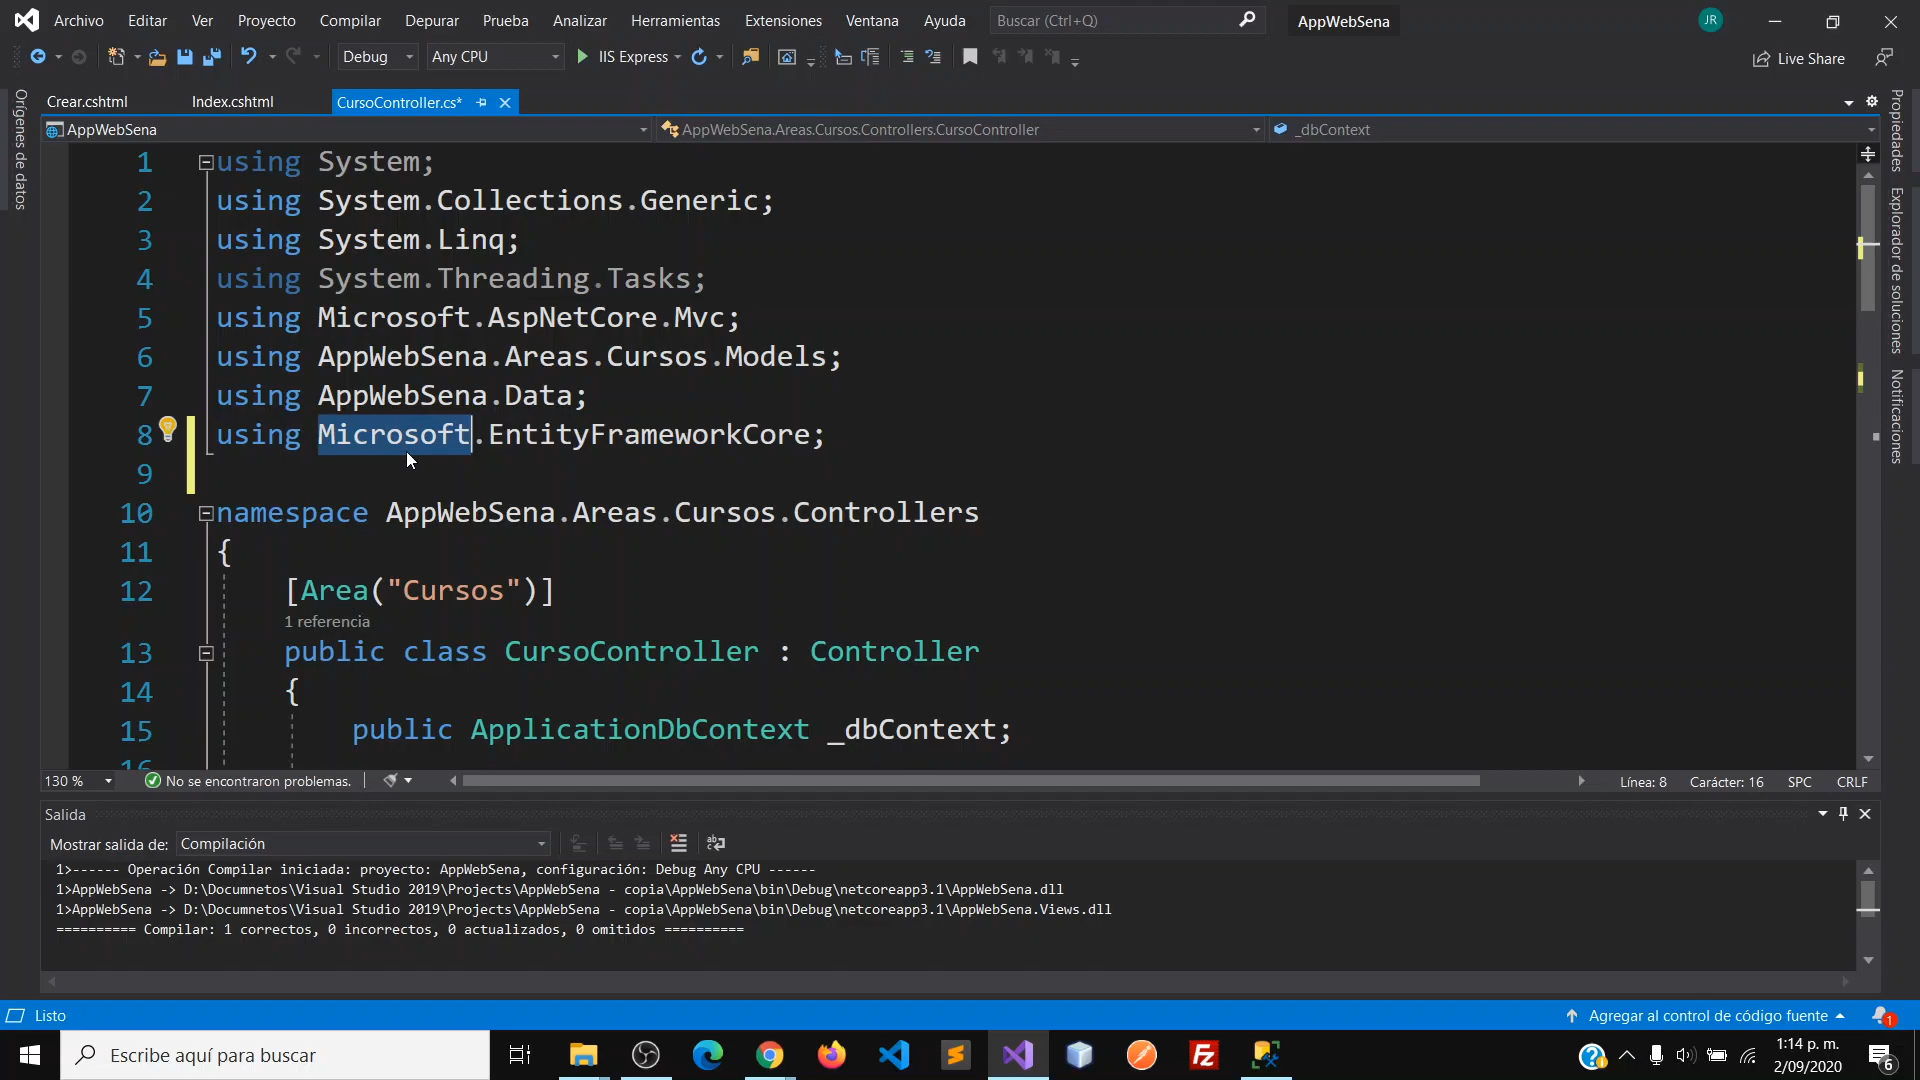 Archivo Editar Ver Proyecto Compilar Depurar Prueba Analizar Herramientas Extensiones Ventana Ayuda Buscar (Ctrl+Q) AppWebSena JR
Debug Any CPU IIS Express Live Share
Crear.cshtml Index.cshtml CursoController.cs*
AppWebSena AppWebSena.Areas.Cursos.Controllers.CursoController _dbContext
Orígenes de datos
Propiedades
Explorador de soluciones
Notificaciones
1 using System;
2 using System.Collections.Generic;
3 using System.Linq;
4 using System.Threading.Tasks;
5 using Microsoft.AspNetCore.Mvc;
6 using AppWebSena.Areas.Cursos.Models;
7 using AppWebSena.Data;
8 using Microsoft.EntityFrameworkCore;
9
10 namespace AppWebSena.Areas.Cursos.Controllers
11 {
12 [Area("Cursos")]
1 referencia
13 public class CursoController : Controller
14 {
15 public ApplicationDbContext _dbContext;
16
130 % No se encontraron problemas. Línea: 8 Carácter: 16 SPC CRLF
Salida
Mostrar salida de: Compilación
1>------ Operación Compilar iniciada: proyecto: AppWebSena, configuración: Debug Any CPU ------
1>AppWebSena -> D:\Documnetos\Visual Studio 2019\Projects\AppWebSena - copia\AppWebSena\bin\Debug\netcoreapp3.1\AppWebSena.dll
1>AppWebSena -> D:\Documnetos\Visual Studio 2019\Projects\AppWebSena - copia\AppWebSena\bin\Debug\netcoreapp3.1\AppWebSena.Views.dll
========== Compilar: 1 correctos, 0 incorrectos, 0 actualizados, 0 omitidos ==========
Listo Agregar al control de código fuente 1
Escribe aquí para buscar
1:14 p. m.
2/09/2020
6